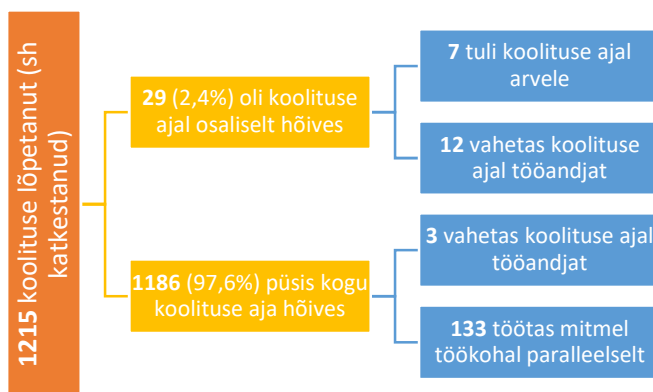 1215 koolituse lõpetanut (sh
katkestanud)
29 (2,4%) oli koolituse
ajal osaliselt hõives
7 tuli koolituse ajal
arvele
12 vahetas koolituse
ajal tööandjat
1186 (97,6%) püsis kogu
koolituse aja hõives
3 vahetas koolituse ajal
tööandjat
133 töötas mitmel
töökohal paralleelselt